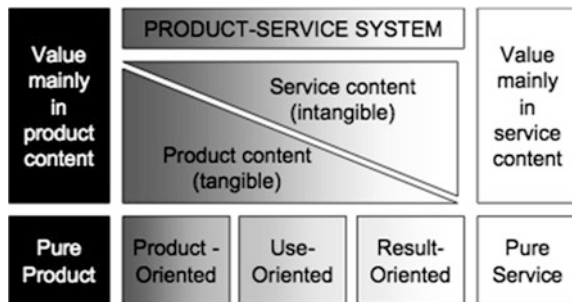 Value
mainly
in
product
content
PRODUCT-SERVICE SYSTEM
Service content
(intangible)
Product content
(tangible)
Value
mainly
in
service
content
Pure
Product
Product -
Oriented
Use-
Oriented
Result-
Oriented
Pure
Service